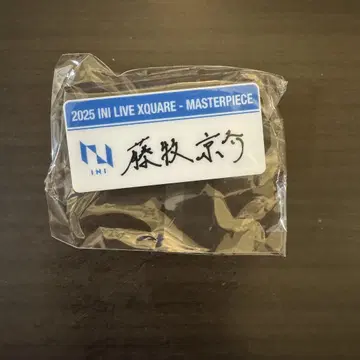 2025 INI LIVE XQUARE - MASTERPIECE
INI
藤牧 京介